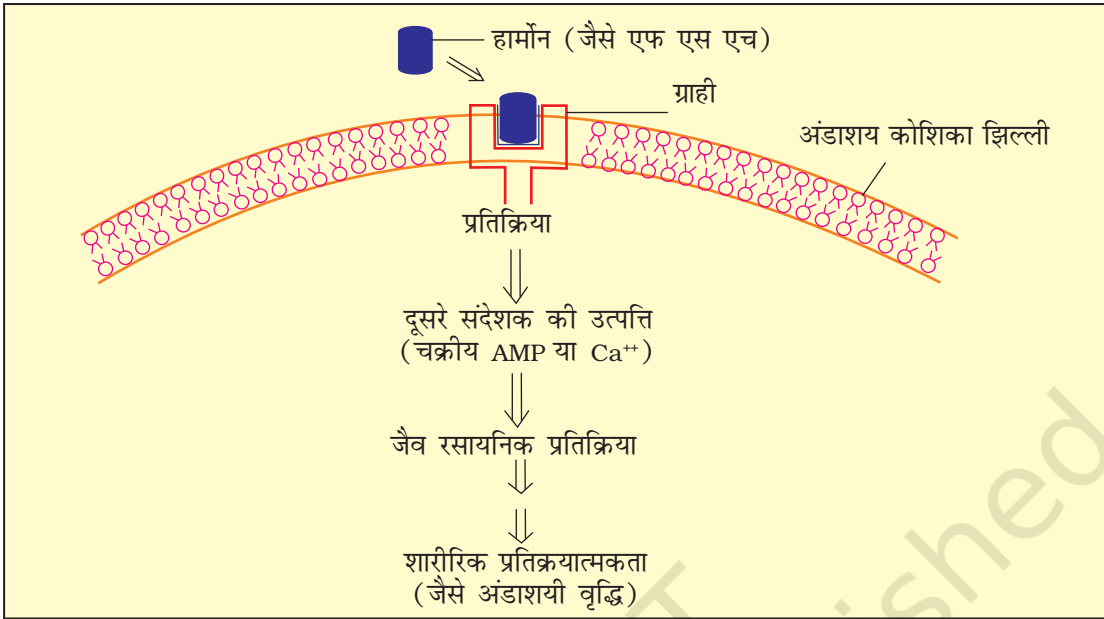 हार्मोन (जैसे एफ एस एच)
ग्राही
अंडाशय कोशिका झिल्ली
प्रतिक्रिया
दूसरे संदेशक की उत्पत्ति
(चक्रीय AMP या Ca⁺⁺)
जैव रसायनिक प्रतिक्रिया
शारीरिक प्रतिक्रयात्मकता
(जैसे अंडाशयी वृद्धि)